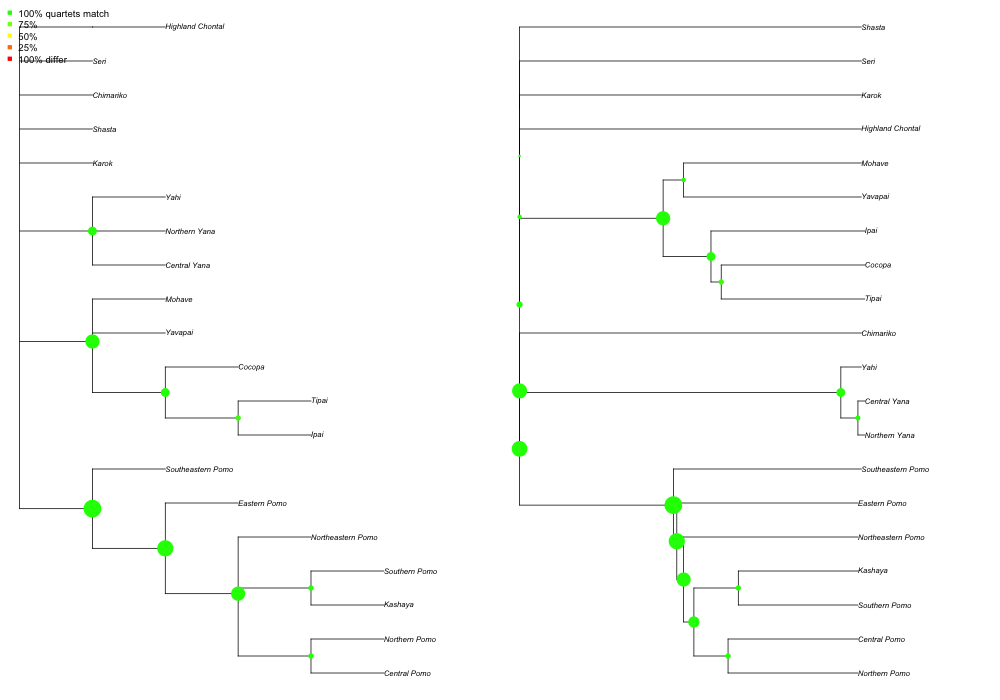 100% quartets match
75%
50%
25%
100% differ
Highland Chontal
Seri
Chimariko
Shasta
Karok
Yahi
Northern Yana
Central Yana
Mohave
Yavapai
Cocopa
Tipai
Ipai
Southeastern Pomo
Eastern Pomo
Northeastern Pomo
Southern Pomo
Kashaya
Northern Pomo
Central Pomo
Shasta
Seri
Karok
Highland Chontal
Mohave
Yavapai
Ipai
Cocopa
Tipai
Chimariko
Yahi
Central Yana
Northern Yana
Southeastern Pomo
Eastern Pomo
Northeastern Pomo
Kashaya
Southern Pomo
Central Pomo
Northern Pomo